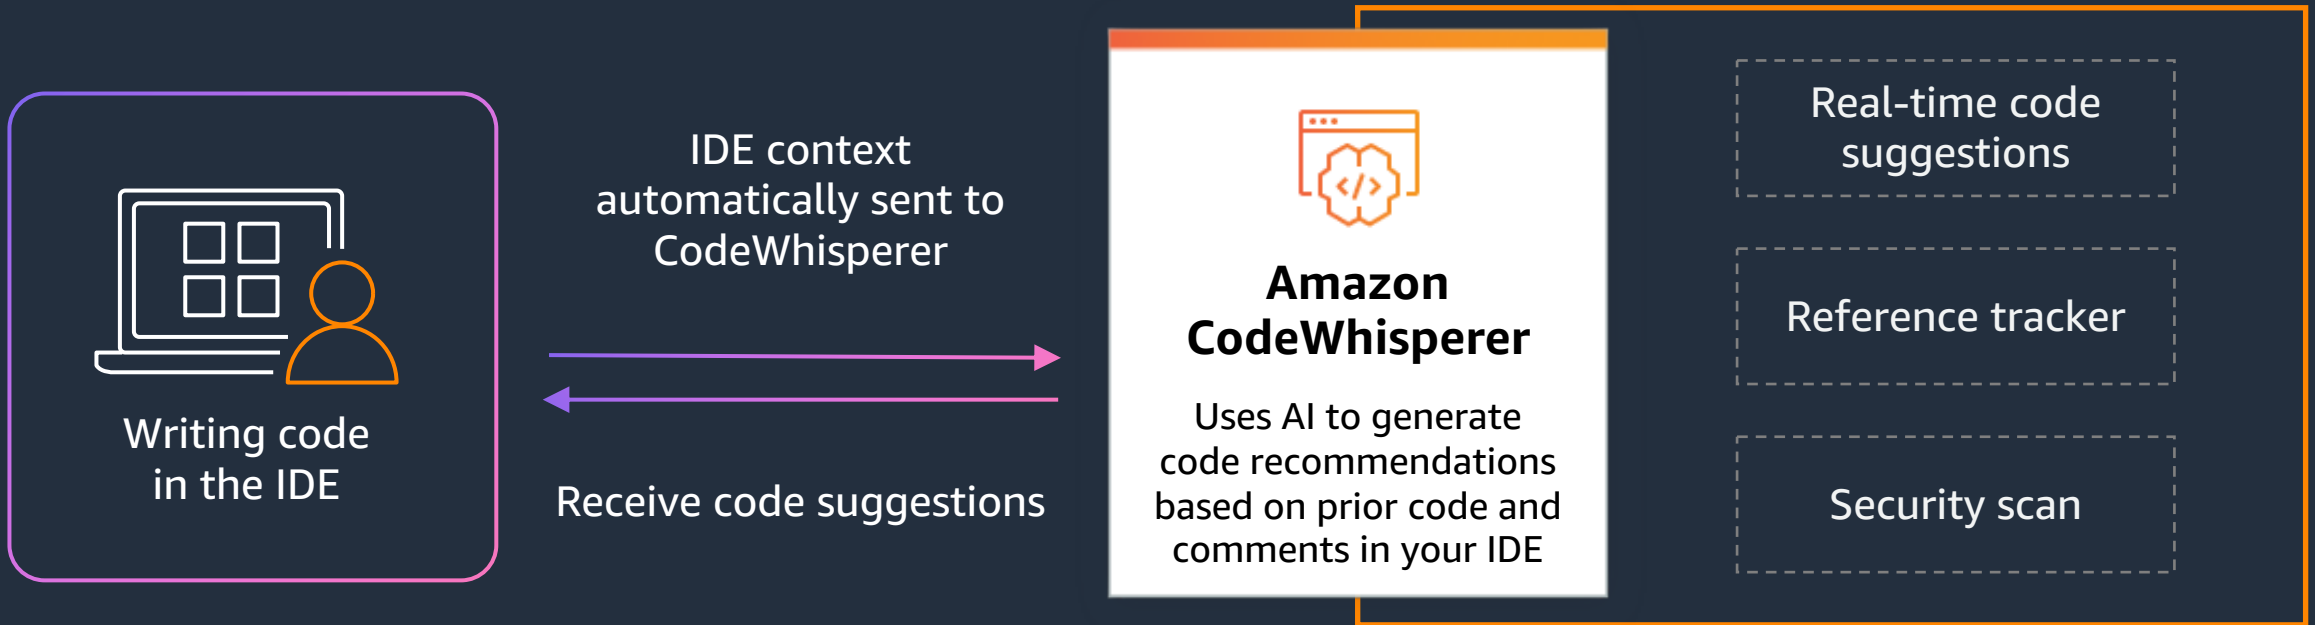 Writing code
in the IDE
IDE context
automatically sent to
CodeWhisperer
Receive code suggestions
</>
Amazon
CodeWhisperer
Uses AI to generate
code recommendations
based on prior code and
comments in your IDE
Real-time code
suggestions
Reference tracker
Security scan